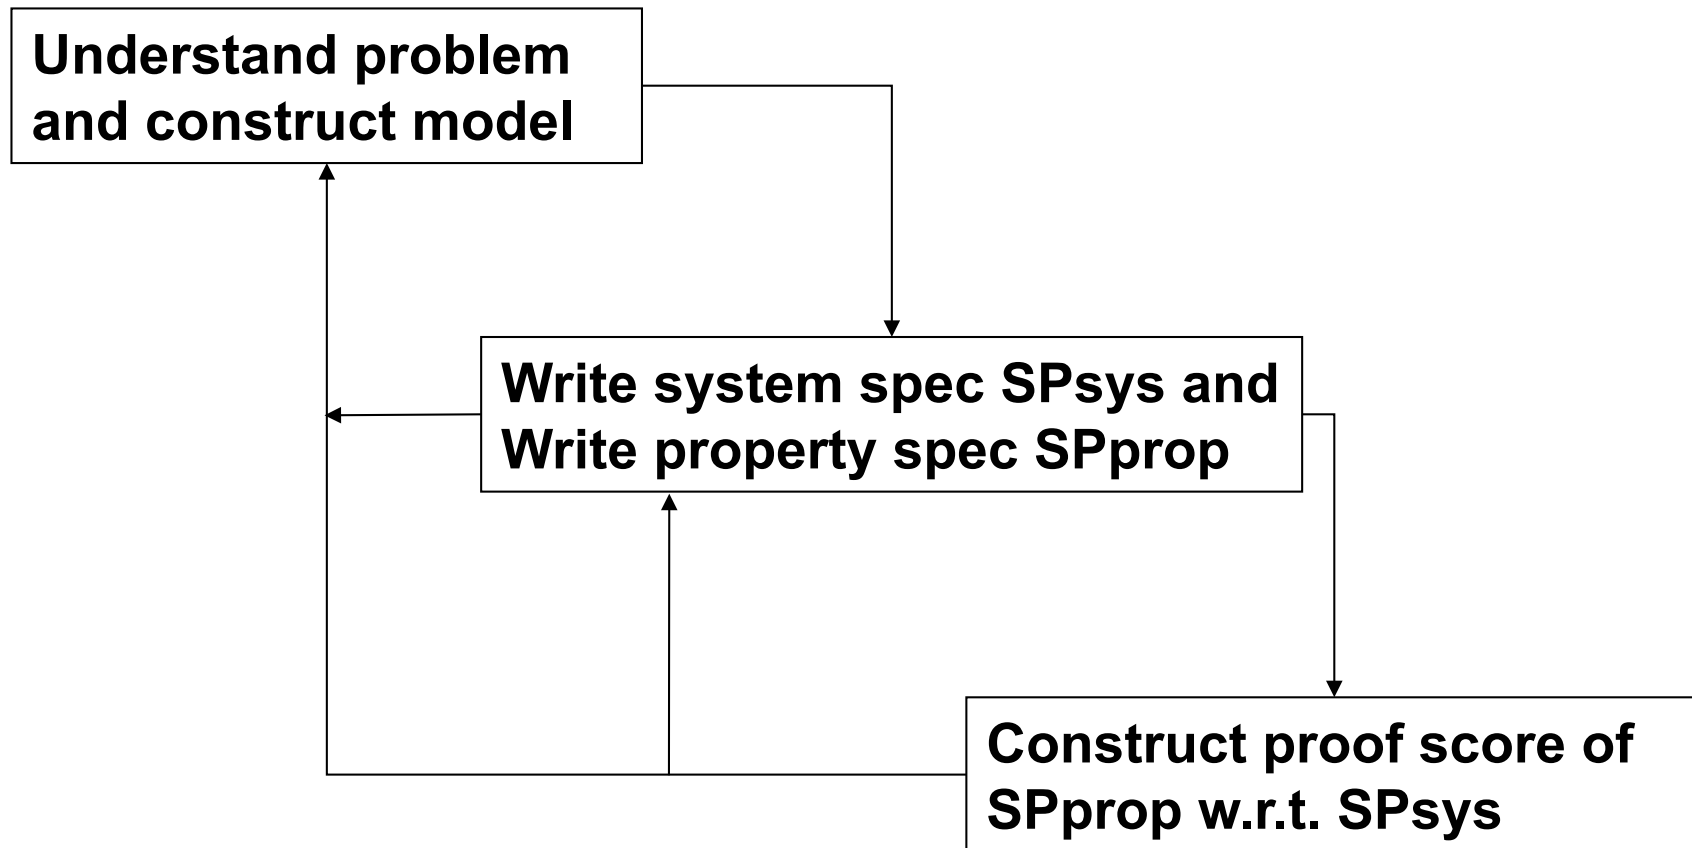 Understand problem
and construct model
Write system spec SPsys and
Write property spec SPprop
Construct proof score of
SPprop w.r.t. SPsys